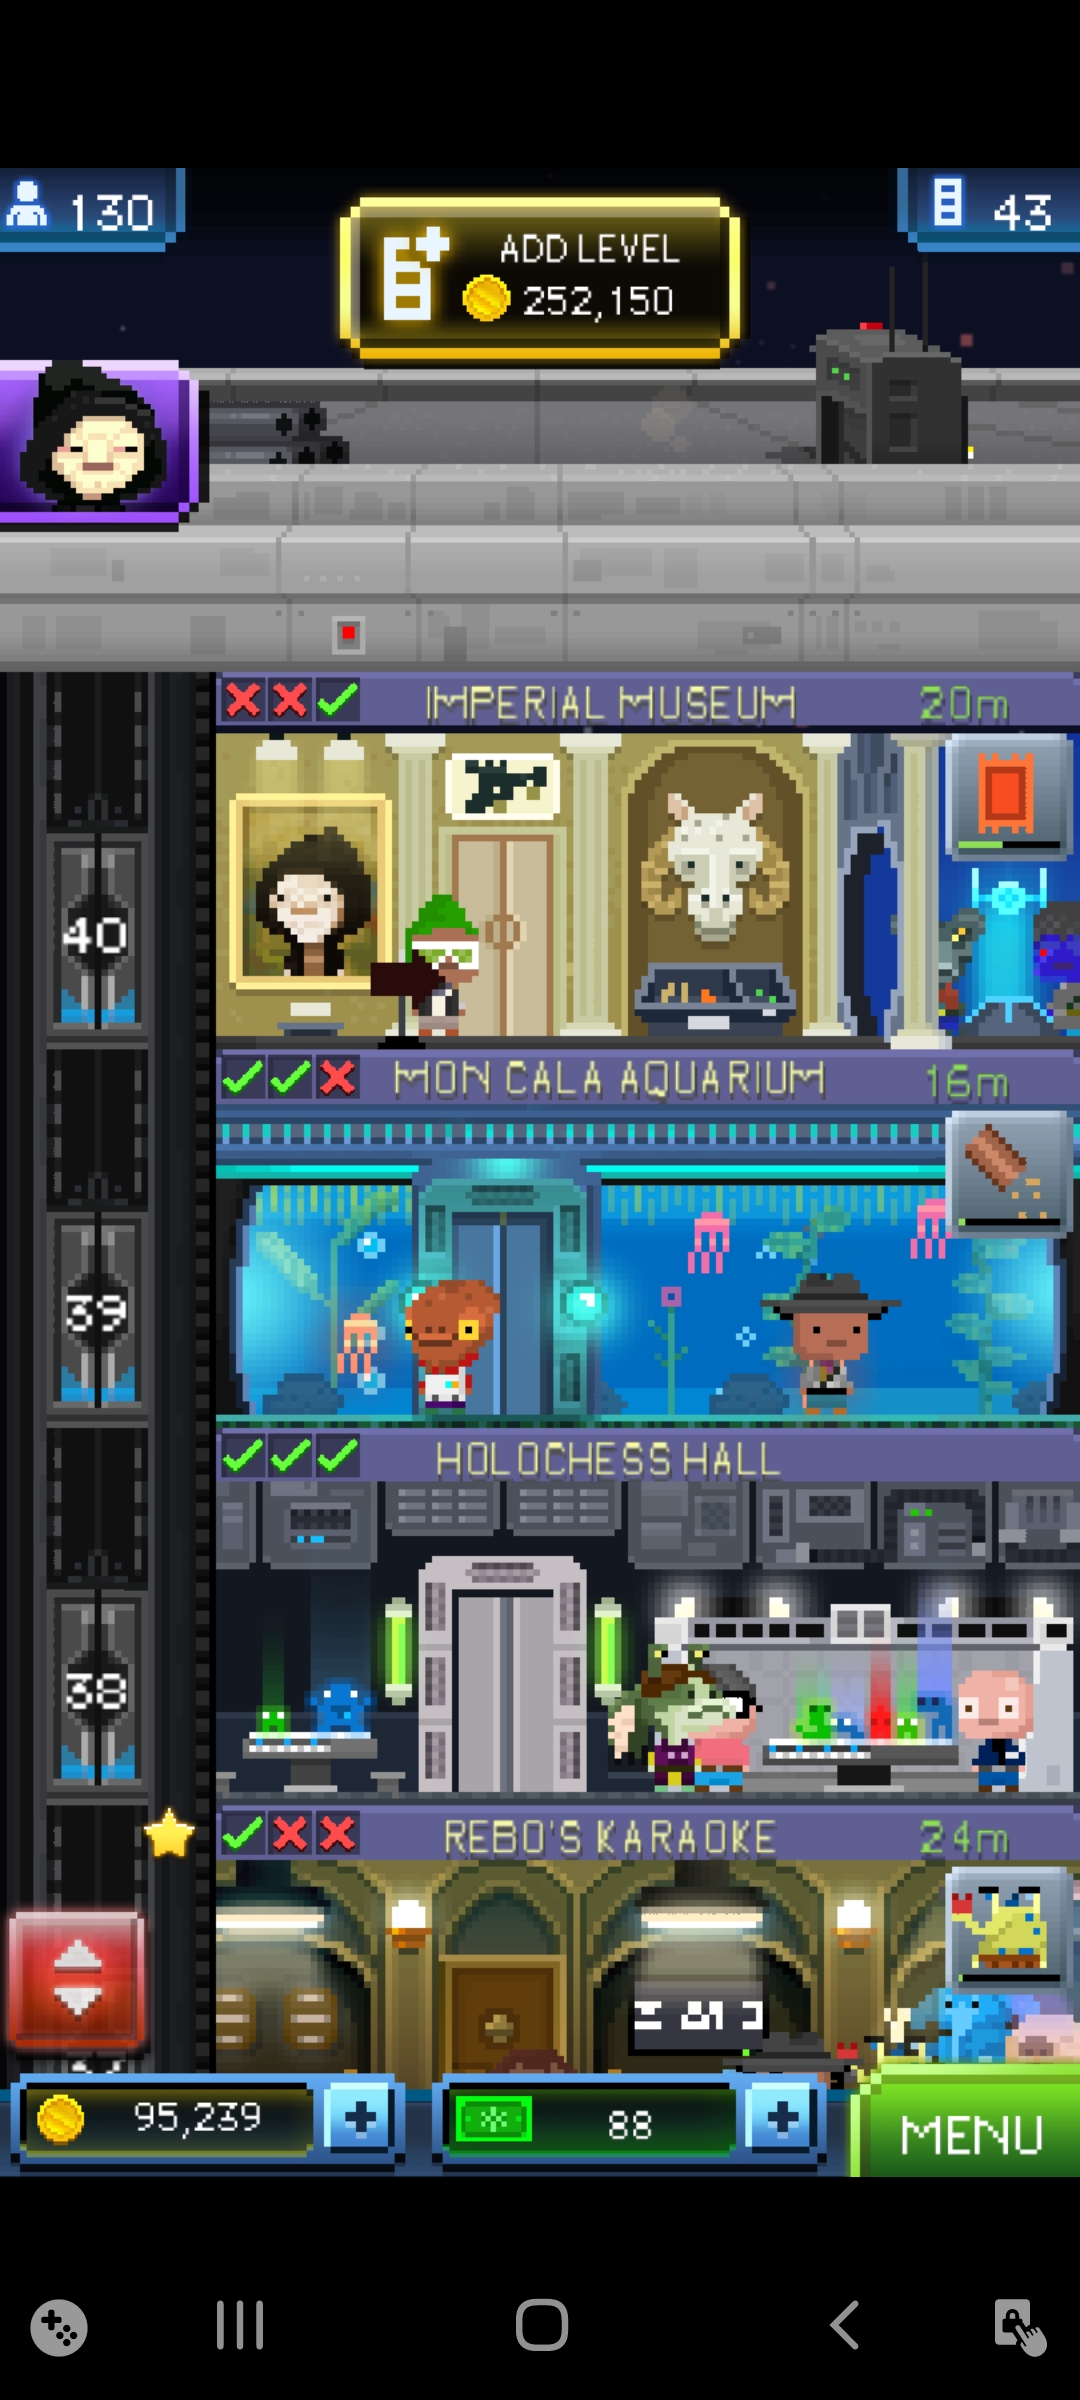 130
ADD LEVEL
252,150
43
IMPERIAL MUSEUM 20m
40
MON CALA AQUARIUM 16m
39
HOLOCHESS HALL
38
REBO'S KARAOKE 24m
95,239
88
MENU